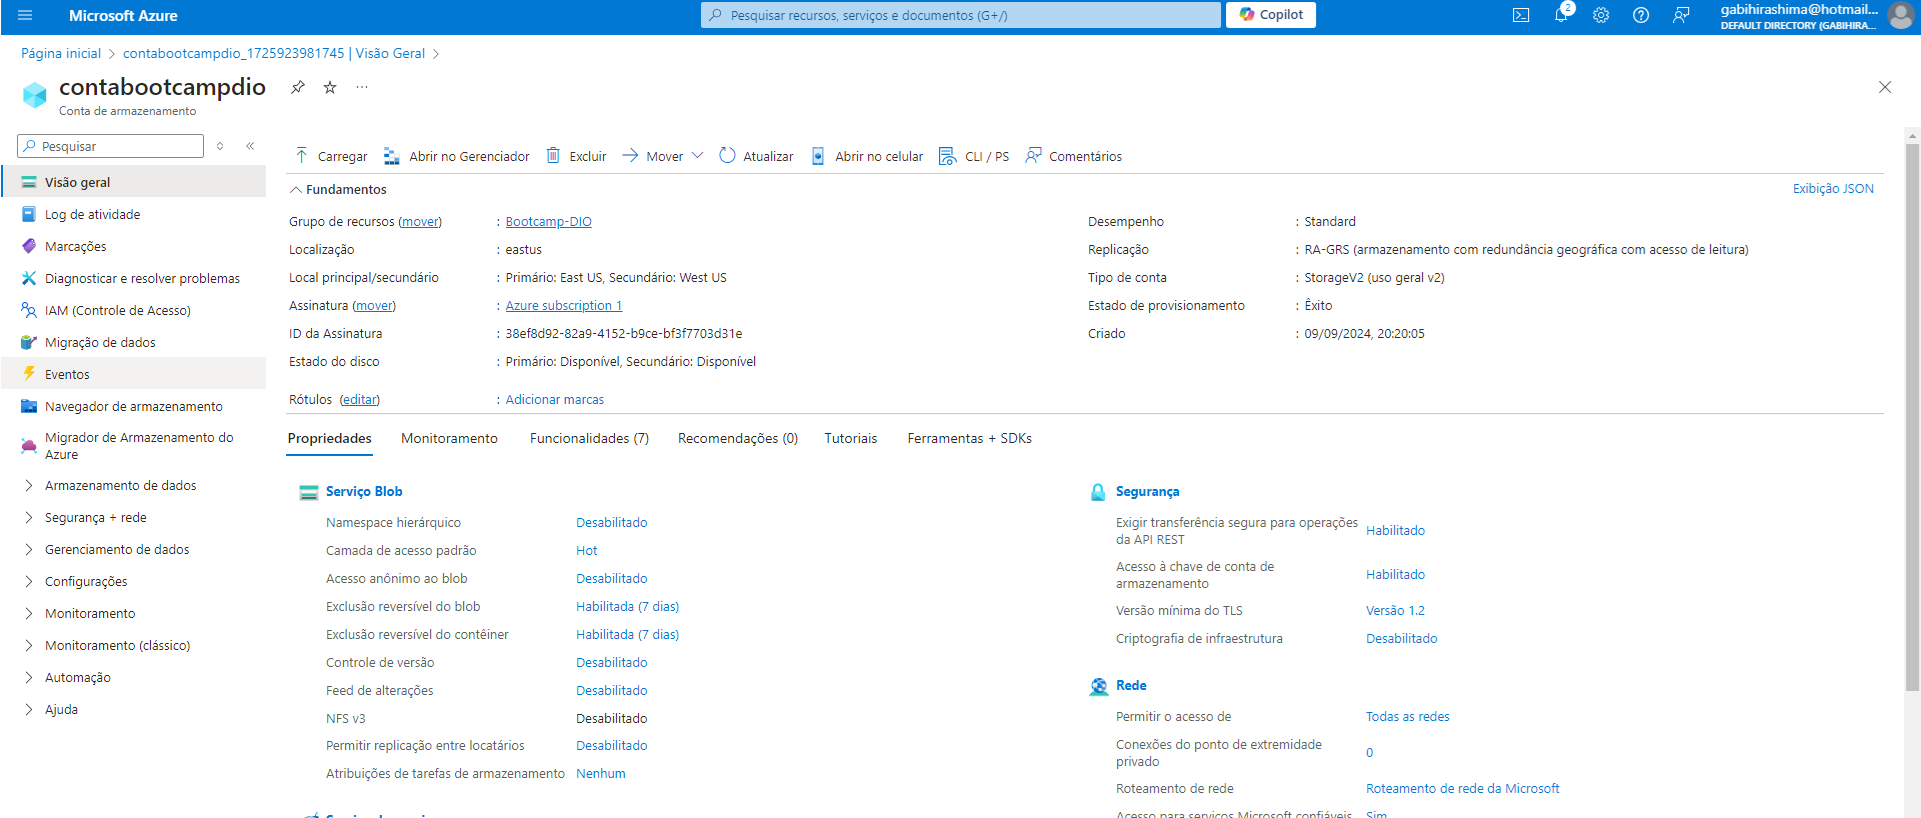 Microsoft Azure
Pesquisar recursos, serviços e documentos (G+/)
Copilot
2
gabihirashima@hotmail...
DEFAULT DIRECTORY (GABIHIRA...
Página inicial > contabootcampdio_1725923981745 | Visão Geral >
contabootcampdio
Conta de armazenamento
Pesquisar
Visão geral
Log de atividade
Marcações
Diagnosticar e resolver problemas
IAM (Controle de Acesso)
Migração de dados
Eventos
Navegador de armazenamento
Migrador de Armazenamento do
Azure
Armazenamento de dados
Segurança + rede
Gerenciamento de dados
Configurações
Monitoramento
Monitoramento (clássico)
Automação
Ajuda
Carregar Abrir no Gerenciador Excluir Mover Atualizar Abrir no celular CLI / PS Comentários
Fundamentos
Exibição JSON
Grupo de recursos (mover) : Bootcamp-DIO
Localização : eastus
Local principal/secundário : Primário: East US, Secundário: West US
Assinatura (mover) : Azure subscription 1
ID da Assinatura : 38ef8d92-82a9-4152-b9ce-bf3f7703d31e
Estado do disco : Primário: Disponível, Secundário: Disponível
Rótulos (editar) : Adicionar marcas
Desempenho : Standard
Replicação : RA-GRS (armazenamento com redundância geográfica com acesso de leitura)
Tipo de conta : StorageV2 (uso geral v2)
Estado de provisionamento : Êxito
Criado : 09/09/2024, 20:20:05
Propriedades Monitoramento Funcionalidades (7) Recomendações (0) Tutoriais Ferramentas + SDKs
Serviço Blob
Namespace hierárquico Desabilitado
Camada de acesso padrão Hot
Acesso anônimo ao blob Desabilitado
Exclusão reversível do blob Habilitada (7 dias)
Exclusão reversível do contêiner Habilitada (7 dias)
Controle de versão Desabilitado
Feed de alterações Desabilitado
NFS v3 Desabilitado
Permitir replicação entre locatários Desabilitado
Atribuições de tarefas de armazenamento Nenhum
Segurança
Exigir transferência segura para operações
da API REST Habilitado
Acesso à chave de conta de
armazenamento Habilitado
Versão mínima do TLS Versão 1.2
Criptografia de infraestrutura Desabilitado
Rede
Permitir o acesso de Todas as redes
Conexões do ponto de extremidade
privado 0
Roteamento de rede Roteamento de rede da Microsoft
Acesso para serviços Microsoft confiáveis Sim